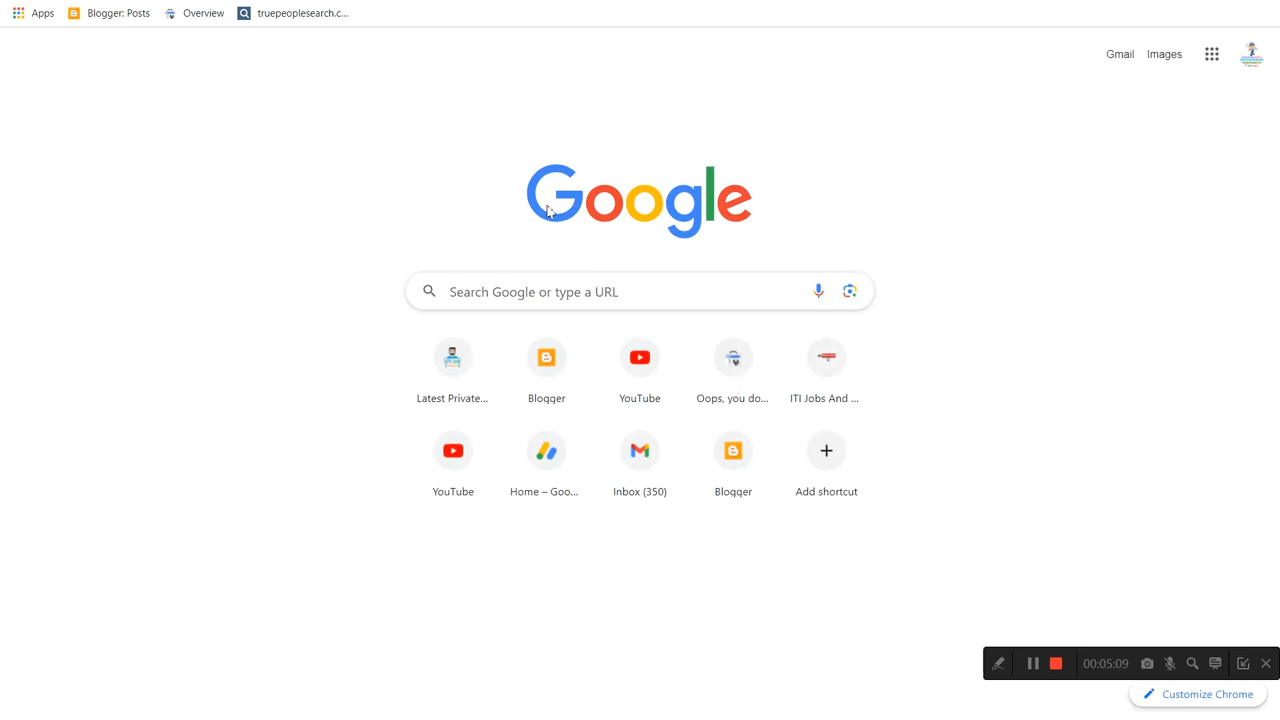 Apps Blogger: Posts Overview truepeoplesearch.c...
Gmail Images
Google
Search Google or type a URL
Latest Private... Blogger YouTube Oops, you do... ITI Jobs And ...
YouTube Home – Goo... Inbox (350) Blogger Add shortcut
00:05:09
Customize Chrome